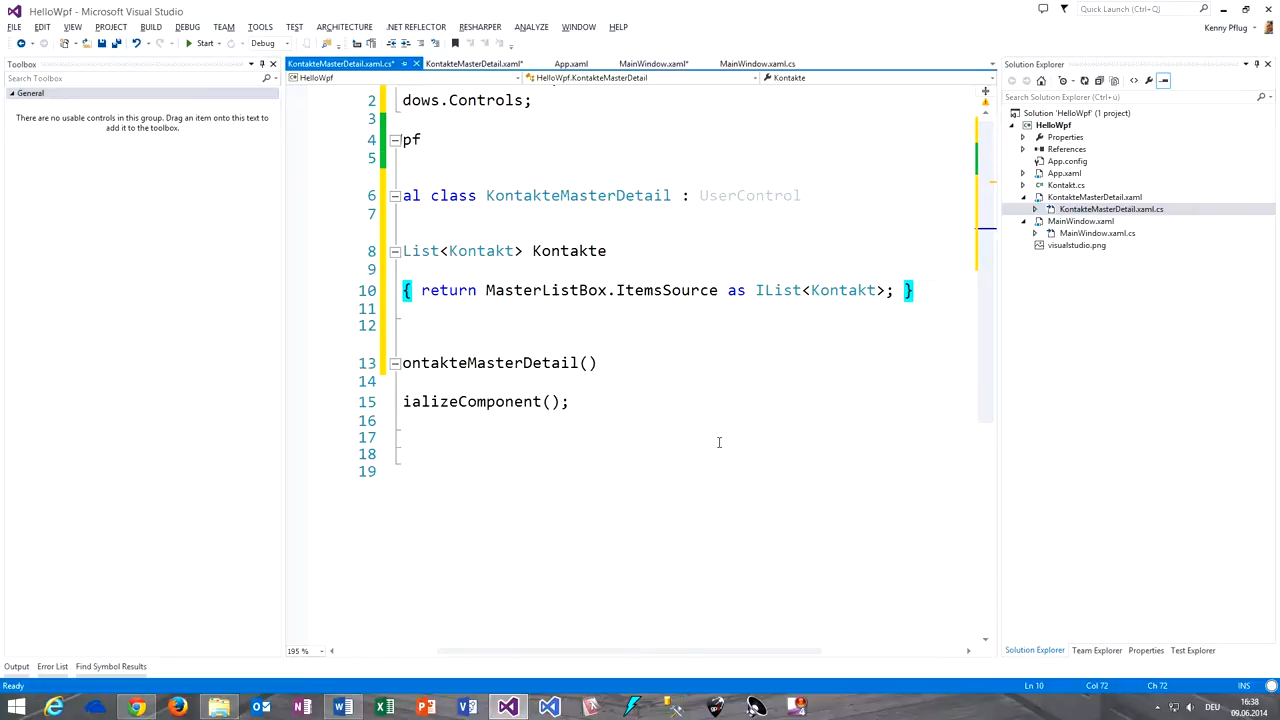 HelloWpf - Microsoft Visual Studio
Quick Launch (Ctrl+Q)
FILE EDIT VIEW PROJECT BUILD DEBUG TEAM TOOLS TEST ARCHITECTURE .NET REFLECTOR RESHARPER ANALYZE WINDOW HELP
Kenny Pflug
Start Debug
Toolbox
KontakteMasterDetail.xaml.cs* KontakteMasterDetail.xaml* App.xaml MainWindow.xaml* MainWindow.xaml.cs
Solution Explorer
Search Toolbox
HelloWpf HelloWpf.KontakteMasterDetail Kontakte
General
There are no usable controls in this group. Drag an item onto this text
to add it to the toolbox.
2 dows.Controls;
3
4 pf
5
6 al class KontakteMasterDetail : UserControl
7
8 List<Kontakt> Kontakte
9
10 { return MasterListBox.ItemsSource as IList<Kontakt>; }
11
12
13 ontakteMasterDetail()
14
15 ializeComponent();
16
17
18
19
195 %
Search Solution Explorer (Ctrl+ü)
Solution 'HelloWpf' (1 project)
HelloWpf
Properties
References
App.config
App.xaml
Kontakt.cs
KontakteMasterDetail.xaml
KontakteMasterDetail.xaml.cs
MainWindow.xaml
MainWindow.xaml.cs
visualstudio.png
Solution Explorer Team Explorer Properties Test Explorer
Output Error List Find Symbol Results
Ready Ln 10 Col 72 Ch 72 INS
4
DEU
16:38
09.06.2014